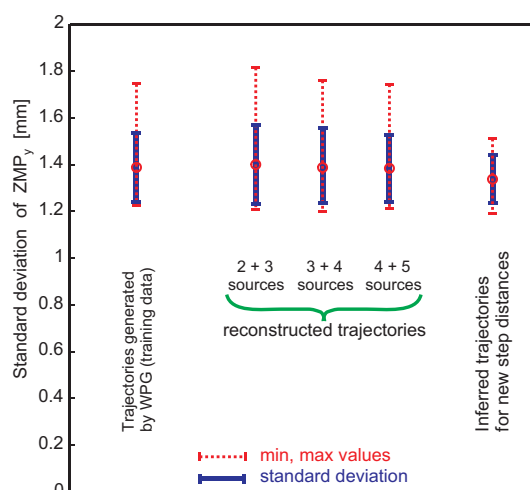 Standard deviation of ZMPy [mm]
2
1.8
1.6
1.4
1.2
1
0.8
0.6
0.4
0.2
0
Trajectories generated
by WPG (training data)
2 + 3
sources
3 + 4
sources
4 + 5
sources
reconstructed trajectories
Inferred trajectories
for new step distances
min, max values
standard deviation